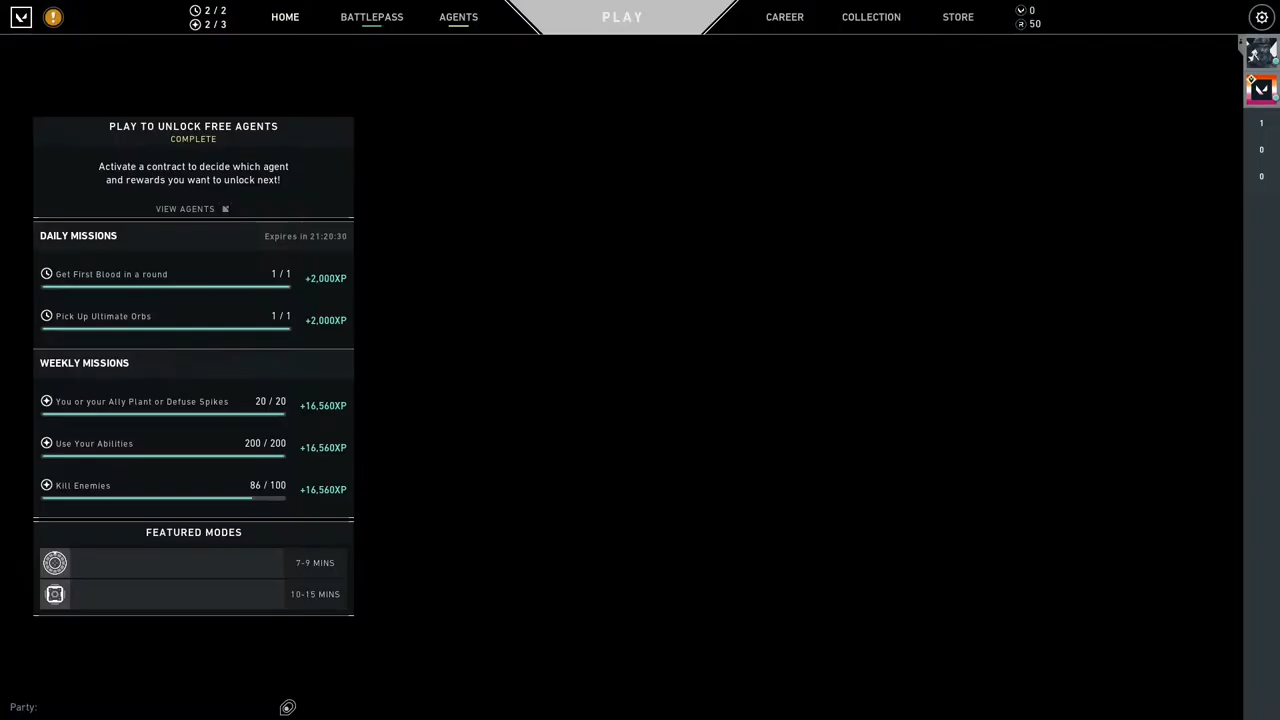 2 / 2
2 / 3
HOME
BATTLEPASS
AGENTS
PLAY
CAREER
COLLECTION
STORE
0
50
PLAY TO UNLOCK FREE AGENTS
COMPLETE
Activate a contract to decide which agent
and rewards you want to unlock next!
VIEW AGENTS
DAILY MISSIONS
Expires in 21:20:30
Get First Blood in a round
1 / 1
+2,000XP
Pick Up Ultimate Orbs
1 / 1
+2,000XP
WEEKLY MISSIONS
You or your Ally Plant or Defuse Spikes
20 / 20
+16,560XP
Use Your Abilities
200 / 200
+16,560XP
Kill Enemies
86 / 100
+16,560XP
FEATURED MODES
7-9 MINS
10-15 MINS
1
0
0
Party: